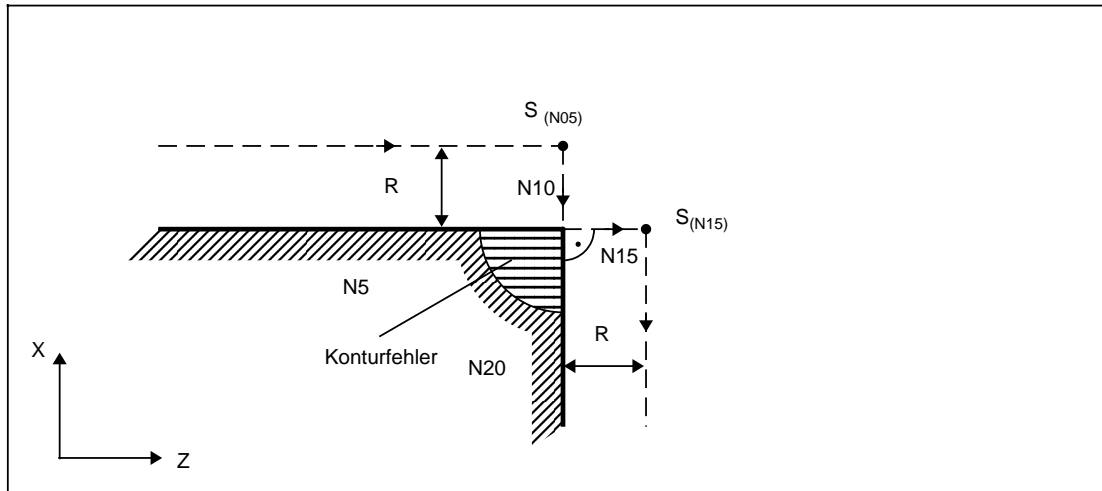 S (N05)
R
N10
S(N15)
N15
N5
R
Konturfehler
N20
X
Z